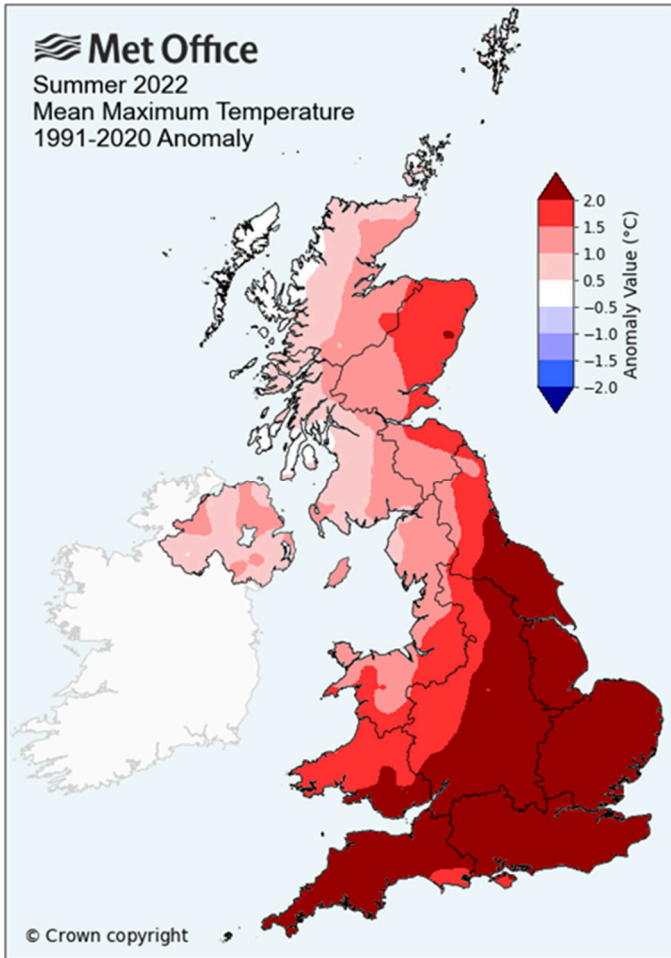 Met Office
Summer 2022
Mean Maximum Temperature
1991-2020 Anomaly
2.0
1.5
1.0
0.5
−0.5
−1.0
−1.5
−2.0
Anomaly Value (°C)
© Crown copyright